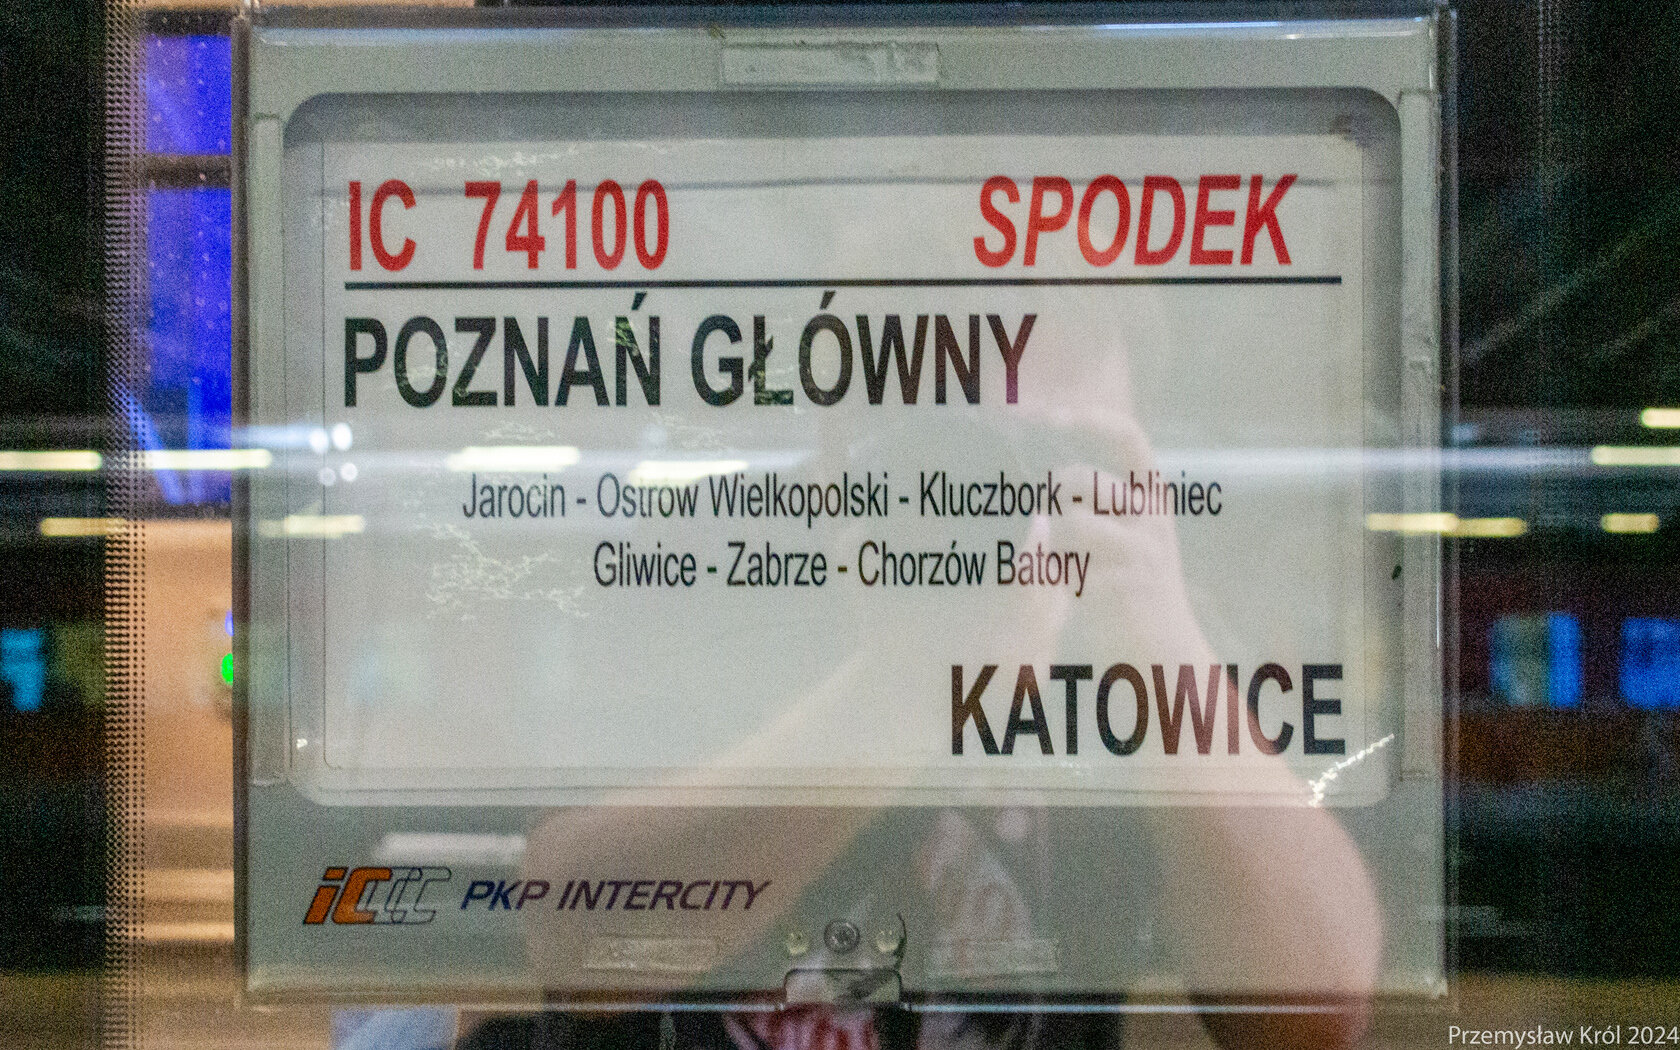 IC 74100 SPODEK
POZNAŃ GŁÓWNY
Jarocin - Ostrów Wielkopolski - Kluczbork - Lubliniec
Gliwice - Zabrze - Chorzów Batory
KATOWICE
IC PKP INTERCITY
Przemysław Król 2024